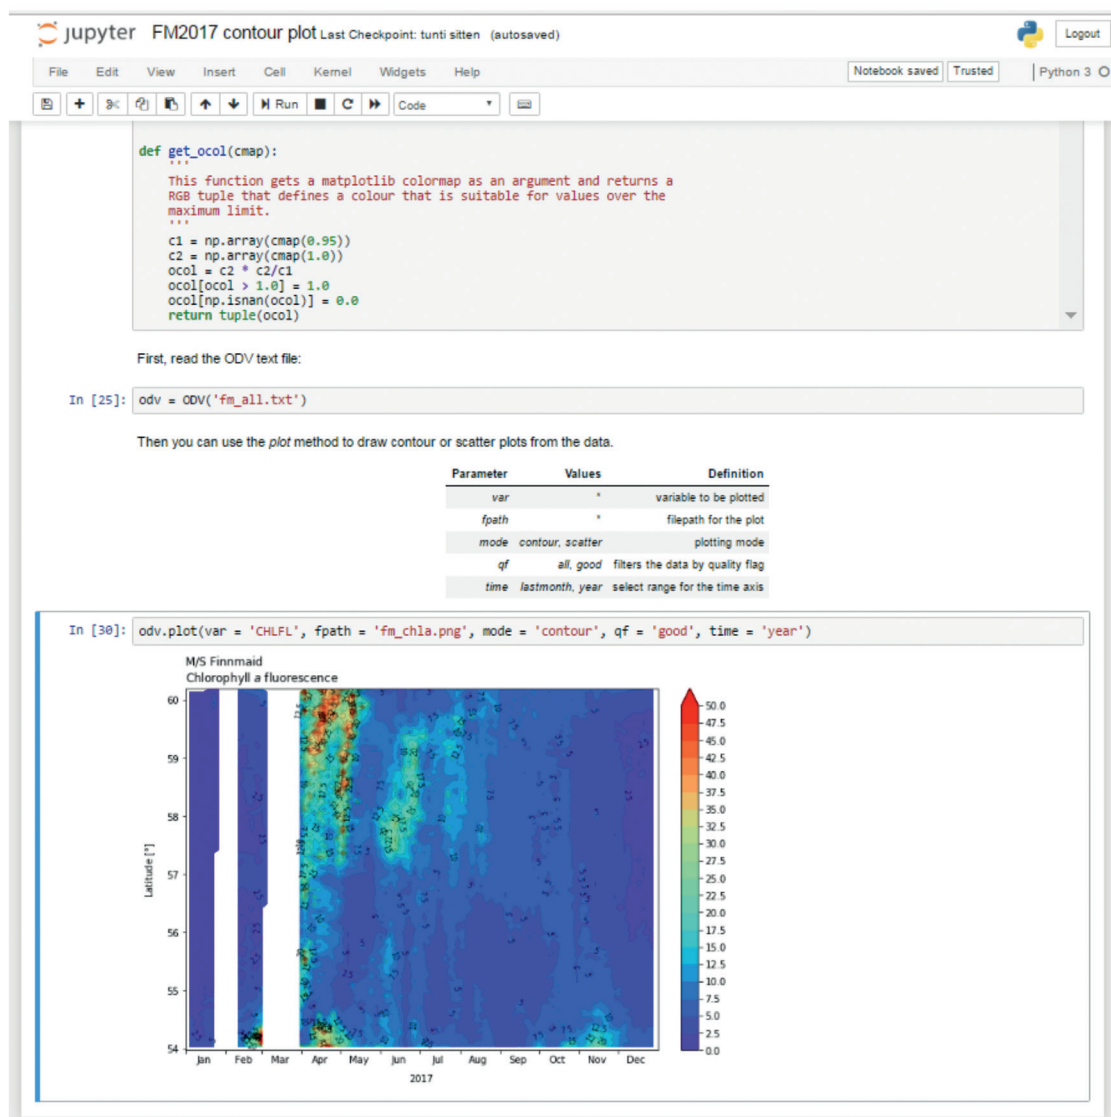 jupyter FM2017 contour plot Last Checkpoint: tunti sitten (autosaved)
Logout
File Edit View Insert Cell Kernel Widgets Help
Notebook saved Trusted Python 3 O
Run Code
def get_ocol(cmap):
'''
This function gets a matplotlib colormap as an argument and returns a
RGB tuple that defines a colour that is suitable for values over the
maximum limit.
'''
c1 = np.array(cmap(0.95))
c2 = np.array(cmap(1.0))
ocol = c2 * c2/c1
ocol[ocol > 1.0] = 1.0
ocol[np.isnan(ocol)] = 0.0
return tuple(ocol)
First, read the ODV text file:
In [25]: odv = ODV('fm_all.txt')
Then you can use the plot method to draw contour or scatter plots from the data.
Parameter Values Definition
var * variable to be plotted
fpath * filepath for the plot
mode contour, scatter plotting mode
qf all, good filters the data by quality flag
time lastmonth, year select range for the time axis
In [30]: odv.plot(var = 'CHLFL', fpath = 'fm_chla.png', mode = 'contour', qf = 'good', time = 'year')
M/S Finnmaid
Chlorophyll a fluorescence
60
59
58
57
56
55
54
Latitude [°]
Jan Feb Mar Apr May Jun Jul Aug Sep Oct Nov Dec
2017
50.0
47.5
45.0
42.5
40.0
37.5
35.0
32.5
30.0
27.5
25.0
22.5
20.0
17.5
15.0
12.5
10.0
7.5
5.0
2.5
0.0